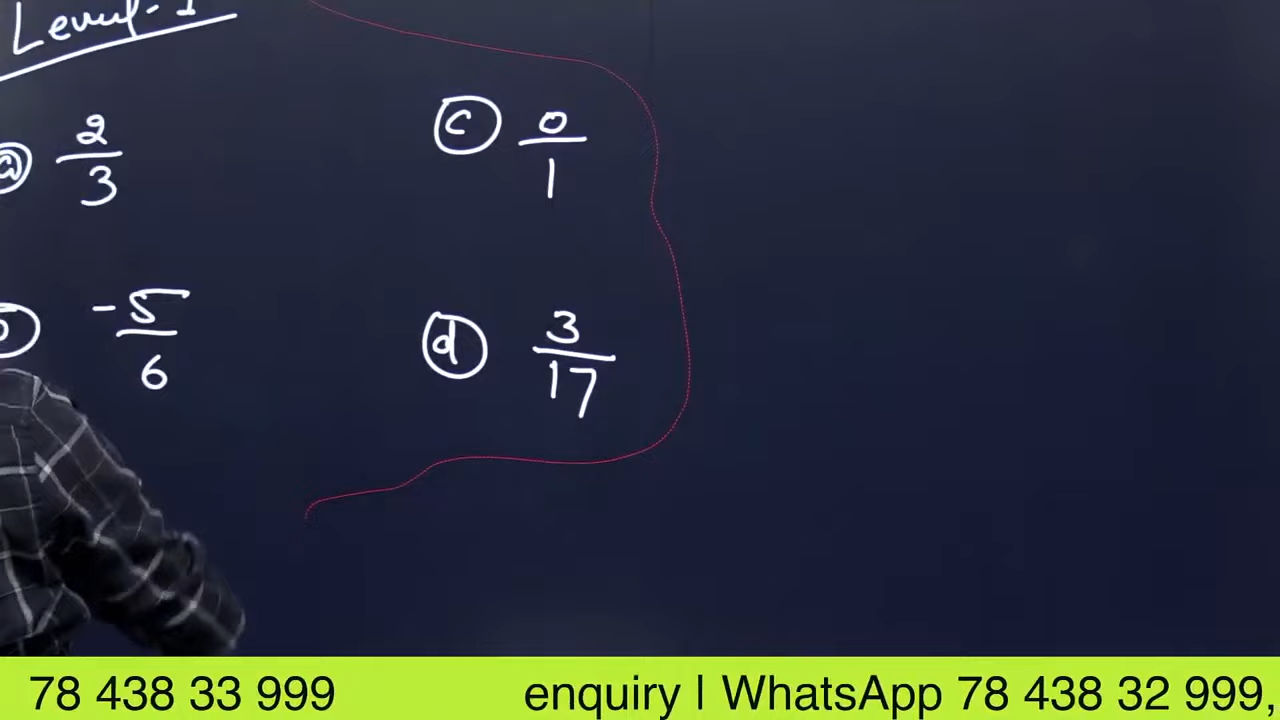 Level-1
(a) 2/3
(c) 0/1
(b) -5/6
(d) 3/17
78 438 33 999
enquiry | WhatsApp 78 438 32 999,